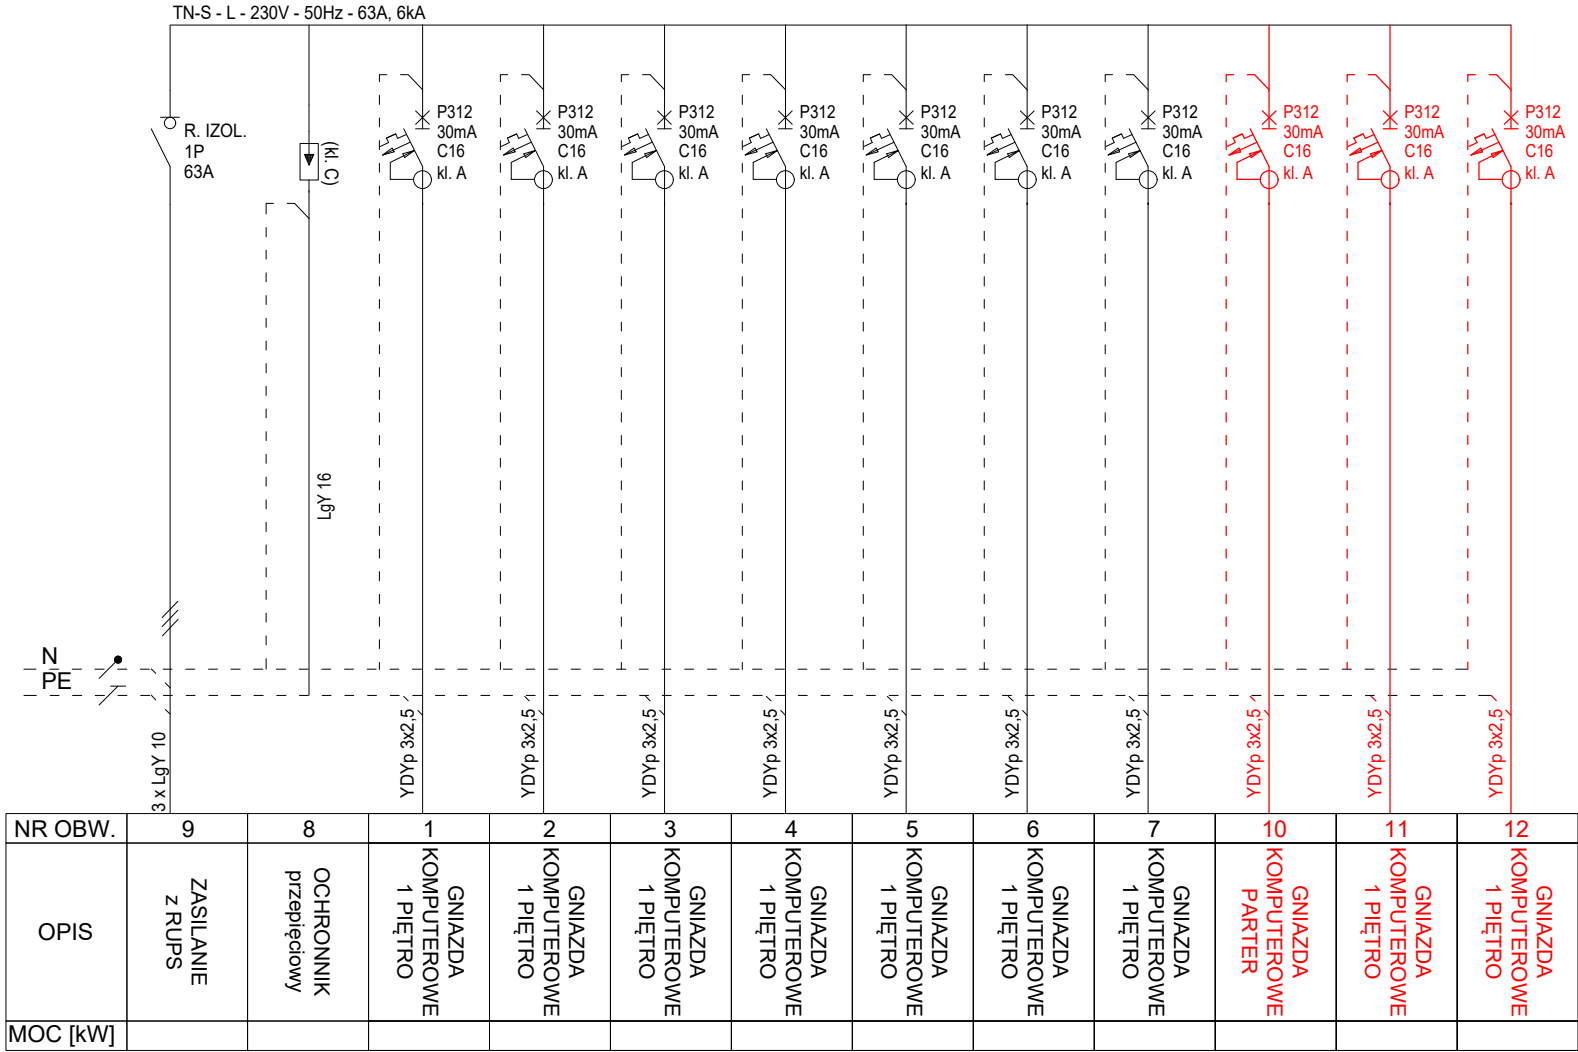 TN-S - L - 230V - 50Hz - 63A, 6kA
R. IZOL.
1P
63A
(kl. C)
P312
30mA
C16
kl. A
P312
30mA
C16
kl. A
P312
30mA
C16
kl. A
P312
30mA
C16
kl. A
P312
30mA
C16
kl. A
P312
30mA
C16
kl. A
P312
30mA
C16
kl. A
P312
30mA
C16
kl. A
P312
30mA
C16
kl. A
P312
30mA
C16
kl. A
LgY 16
N
PE
3 x LgY 10
YDYp 3x2,5
YDYp 3x2,5
YDYp 3x2,5
YDYp 3x2,5
YDYp 3x2,5
YDYp 3x2,5
YDYp 3x2,5
YDYp 3x2,5
YDYp 3x2,5
YDYp 3x2,5
NR OBW. 9 8 1 2 3 4 5 6 7 10 11 12
OPIS
ZASILANIE
z RUPS
OCHRONNIK
przepięciowy
GNIAZDA
KOMPUTEROWE
1 PIĘTRO
GNIAZDA
KOMPUTEROWE
1 PIĘTRO
GNIAZDA
KOMPUTEROWE
1 PIĘTRO
GNIAZDA
KOMPUTEROWE
1 PIĘTRO
GNIAZDA
KOMPUTEROWE
1 PIĘTRO
GNIAZDA
KOMPUTEROWE
1 PIĘTRO
GNIAZDA
KOMPUTEROWE
1 PIĘTRO
GNIAZDA
KOMPUTEROWE
PARTER
GNIAZDA
KOMPUTEROWE
1 PIĘTRO
GNIAZDA
KOMPUTEROWE
1 PIĘTRO
MOC [kW]